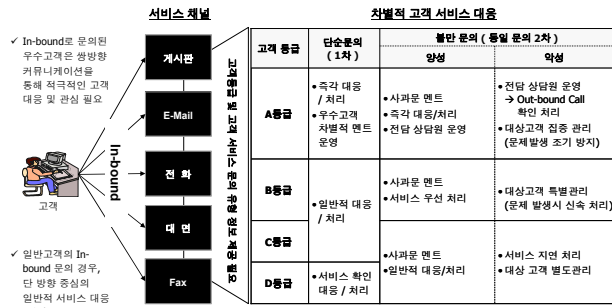 서비스 채널
차별적 고객 서비스 대응
✓ In-bound로 문의된
우수고객은 쌍방향
커뮤니케이션을
통해 적극적인 고객
대응 및 관심 필요
고객
✓ 일반고객의 In-
bound 문의 경우,
단 방향 중심의
일반적 서비스 대응
In-bound
게시판
E-Mail
전 화
대 면
Fax
고객등급 및 고객 서비스 문의 유형 정보 제공 필요
고객 등급
단순문의
( 1차 )
불만 문의 ( 동일 문의 2차 )
양성
악성
A등급
• 즉각 대응
/ 처리
• 우수고객
차별적 멘트
운영
• 사과문 멘트
• 즉각 대응/처리
• 전담 상담원 운영
• 전담 상담원 운영
→ Out-bound Call
확인 처리
• 대상고객 집중 관리
(문제발생 조기 방지)
B등급
• 일반적 대응
/ 처리
• 사과문 멘트
• 서비스 우선 처리
• 대상고객 특별관리
(문제 발생시 신속 처리)
C등급
• 사과문 멘트
• 일반적 대응/처리
• 서비스 지연 처리
• 대상 고객 별도관리
D등급
• 서비스 확인
대응 / 처리